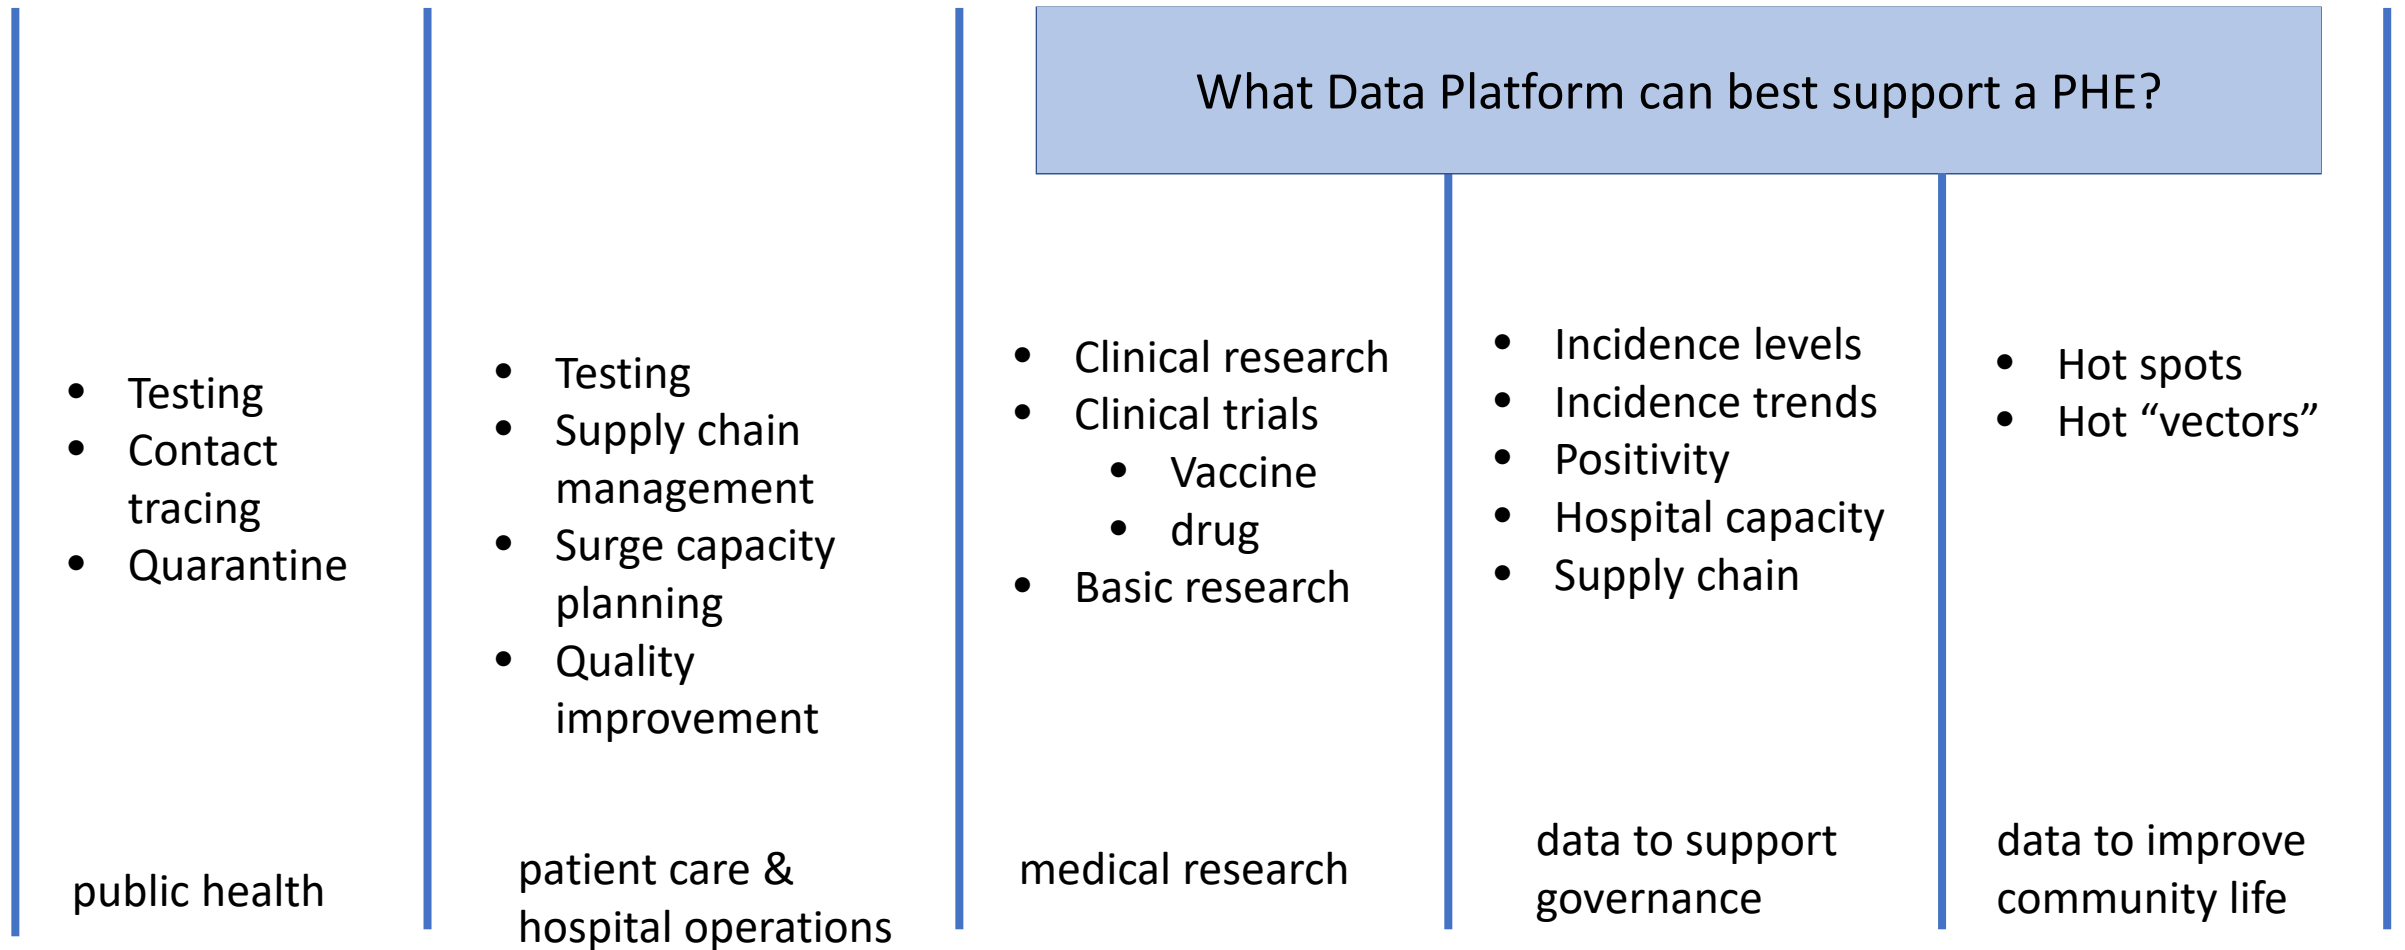 What Data Platform can best support a PHE?
• Testing
• Contact
tracing
• Quarantine
public health
• Testing
• Supply chain
management
• Surge capacity
planning
• Quality
improvement
patient care &
hospital operations
• Clinical research
• Clinical trials
• Vaccine
• drug
• Basic research
medical research
• Incidence levels
• Incidence trends
• Positivity
• Hospital capacity
• Supply chain
data to support
governance
• Hot spots
• Hot “vectors”
data to improve
community life